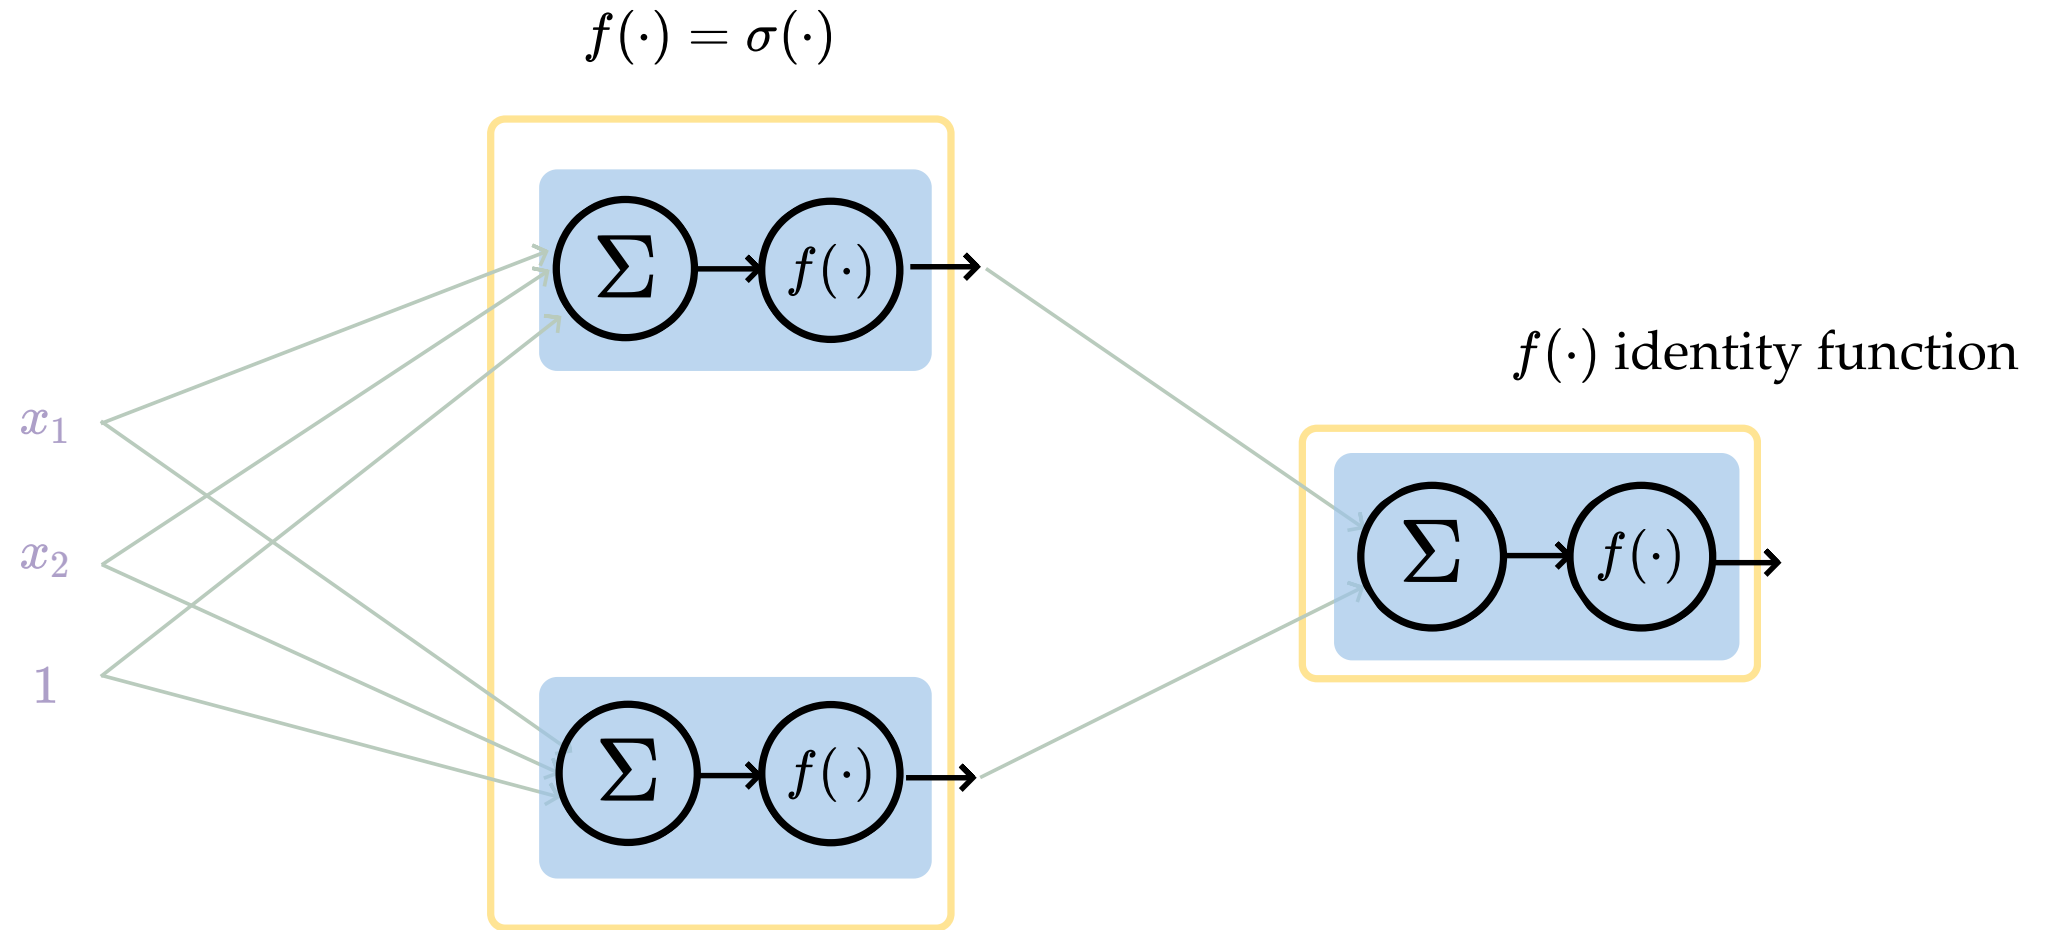 f(·) = σ(·)
Σ f(·)
f(·) identity function
x₁
x₂
Σ f(·)
1
Σ f(·)